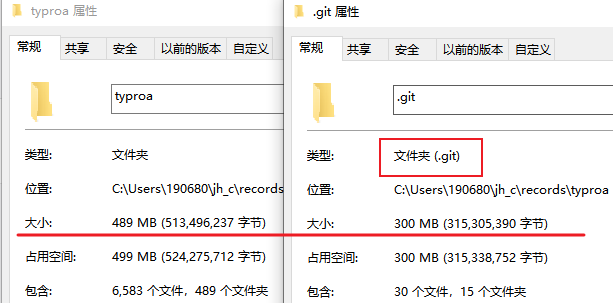 typroa 属性
常规 共享 安全 以前的版本 自定义
typroa
类型: 文件夹
位置: C:\Users\190680\jh_c\records
大小: 489 MB (513,496,237 字节)
占用空间: 499 MB (524,275,712 字节)
包含: 6,583 个文件，489 个文件夹
.git 属性
常规 共享 安全 以前的版本 自定义
.git
类型: 文件夹 (.git)
位置: C:\Users\190680\jh_c\records\typroa
大小: 300 MB (315,305,390 字节)
占用空间: 300 MB (315,338,752 字节)
包含: 30 个文件，15 个文件夹